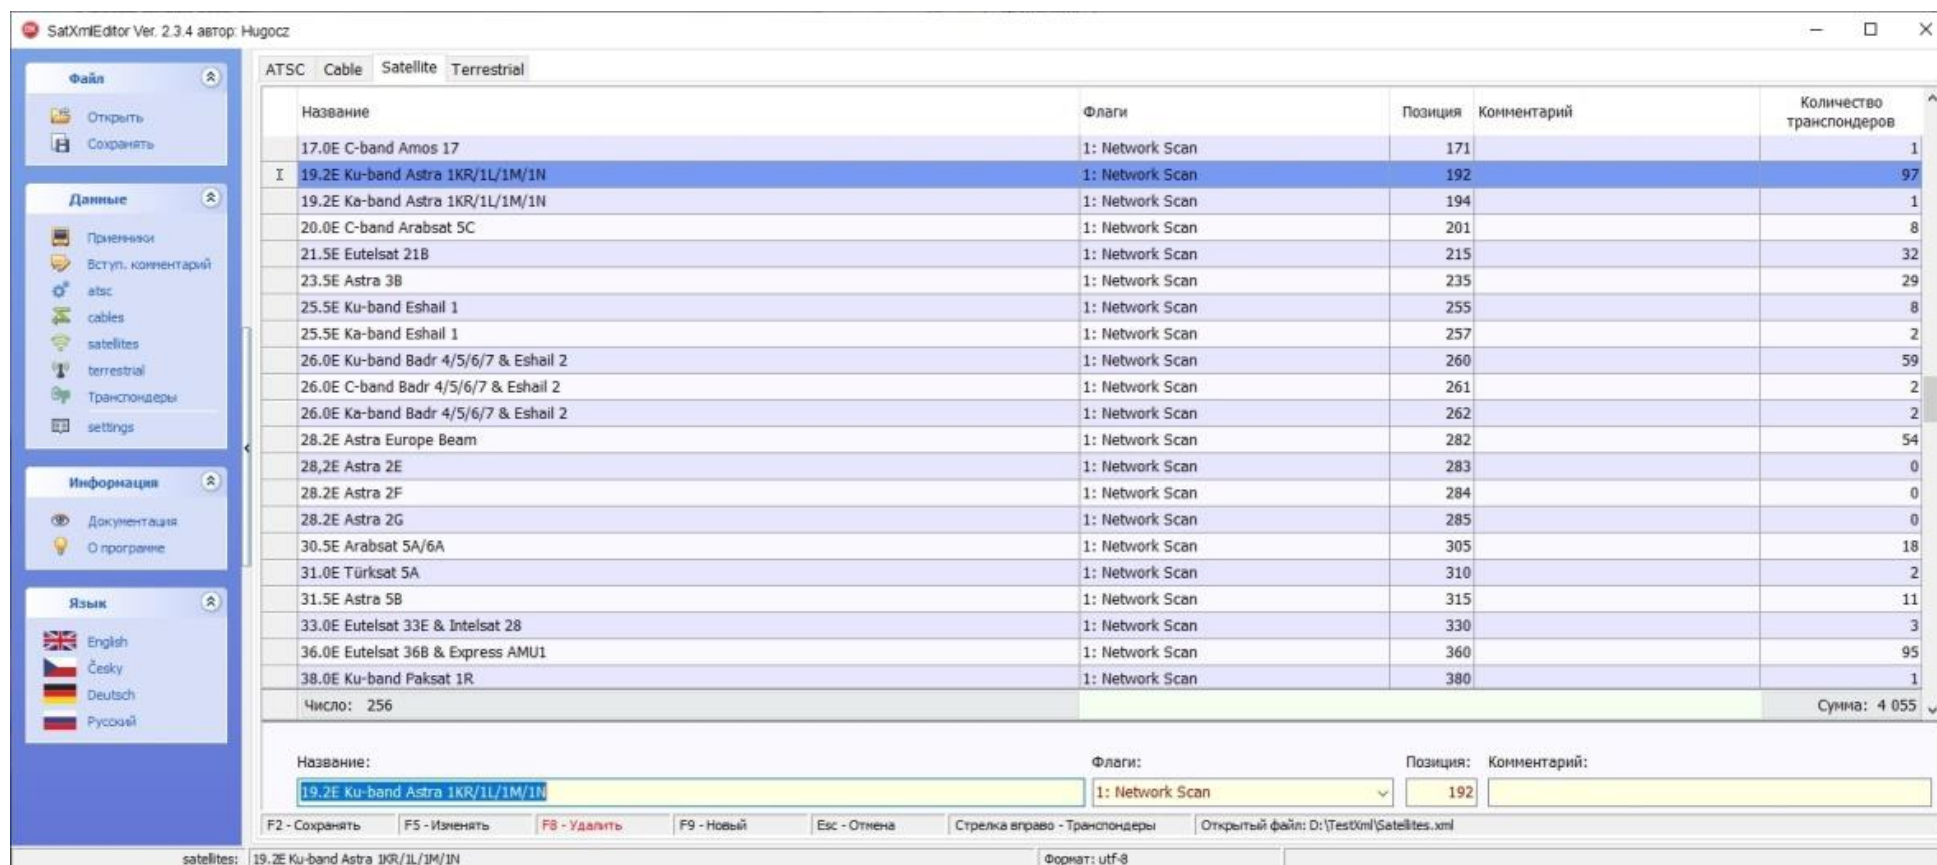 SatXmlEditor Ver. 2.3.4 автор: Hugocz
Файл
Открыть
Сохранять
Данные
Приемники
Вступ. комментарий
atsc
cables
satellites
terrestrial
Транспондеры
settings
Информация
Документация
О программе
Язык
English
Česky
Deutsch
Русский
ATSC Cable Satellite Terrestrial
Название Флаги Позиция Комментарий Количество транспондеров
17.0E C-band Amos 17 1: Network Scan 171 1
19.2E Ku-band Astra 1KR/1L/1M/1N 1: Network Scan 192 97
19.2E Ka-band Astra 1KR/1L/1M/1N 1: Network Scan 194 1
20.0E C-band Arabsat 5C 1: Network Scan 201 8
21.5E Eutelsat 21B 1: Network Scan 215 32
23.5E Astra 3B 1: Network Scan 235 29
25.5E Ku-band Eshail 1 1: Network Scan 255 8
25.5E Ka-band Eshail 1 1: Network Scan 257 2
26.0E Ku-band Badr 4/5/6/7 & Eshail 2 1: Network Scan 260 59
26.0E C-band Badr 4/5/6/7 & Eshail 2 1: Network Scan 261 2
26.0E Ka-band Badr 4/5/6/7 & Eshail 2 1: Network Scan 262 2
28.2E Astra Europe Beam 1: Network Scan 282 54
28,2E Astra 2E 1: Network Scan 283 0
28.2E Astra 2F 1: Network Scan 284 0
28.2E Astra 2G 1: Network Scan 285 0
30.5E Arabsat 5A/6A 1: Network Scan 305 18
31.0E Türksat 5A 1: Network Scan 310 2
31.5E Astra 5B 1: Network Scan 315 11
33.0E Eutelsat 33E & Intelsat 28 1: Network Scan 330 3
36.0E Eutelsat 36B & Express AMU1 1: Network Scan 360 95
38.0E Ku-band Paksat 1R 1: Network Scan 380 1
Число: 256 Сумма: 4 055
Название: Флаги: Позиция: Комментарий:
19.2E Ku-band Astra 1KR/1L/1M/1N 1: Network Scan 192
F2 - Сохранять F5 - Изменять F8 - Удалить F9 - Новый Esc - Отмена Стрелка вправо - Транспондеры Открытый файл: D:\TestXml\Satellites.xml
satellites: 19.2E Ku-band Astra 1KR/1L/1M/1N Формат: utf-8